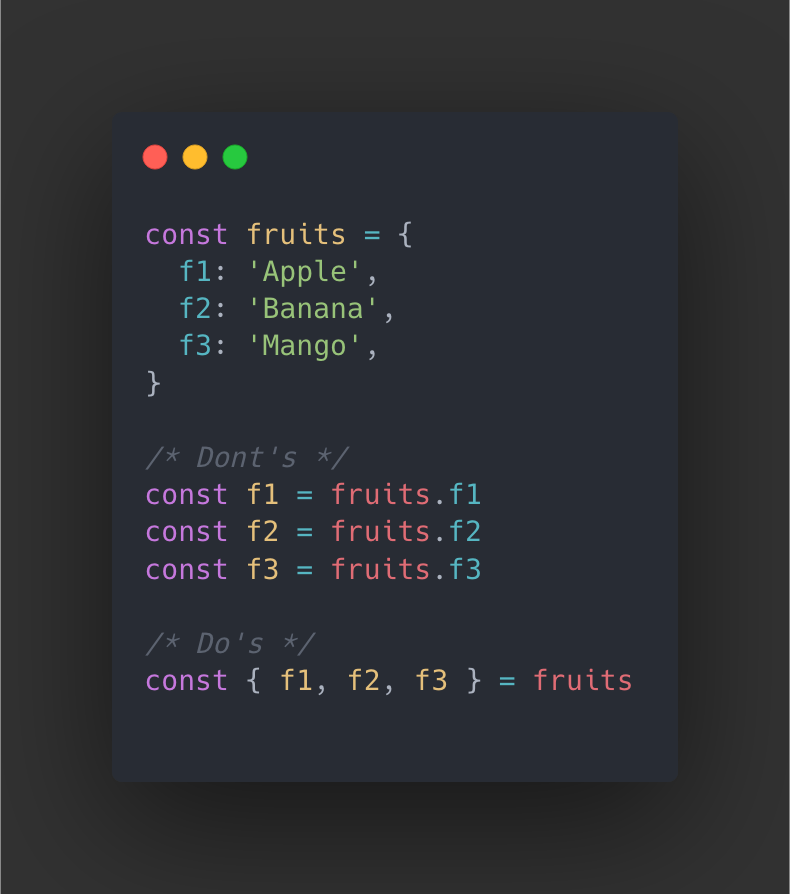 const fruits = {
  f1: 'Apple',
  f2: 'Banana',
  f3: 'Mango',
}

/* Dont's */
const f1 = fruits.f1
const f2 = fruits.f2
const f3 = fruits.f3

/* Do's */
const { f1, f2, f3 } = fruits